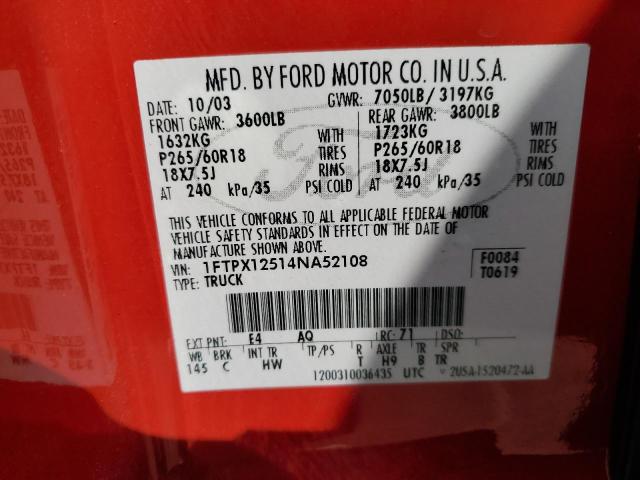 MFD. BY FORD MOTOR CO. IN U.S.A.
DATE: 10/03 GVWR: 7050LB/ 3197KG
FRONT GAWR: 3600LB REAR GAWR: 3800LB
1632KG WITH 1723KG WITH
P265/60R18 TIRES P265/60R18 TIRES
18X7.5J RIMS 18X7.5J RIMS
AT 240 kPa/35 PSI COLD AT 240 kPa/35 PSI COLD
Ford
THIS VEHICLE CONFORMS TO ALL APPLICABLE FEDERAL MOTOR
VEHICLE SAFETY STANDARDS IN EFFECT ON THE DATE OF
MANUFACTURE SHOWN ABOVE.
VIN: 1FTPX12514NA52108 F0084
TYPE: TRUCK T0619
EXT PNT: E4 AQ RC: 71 DSO:
WB BRK INT TR TP/PS R AXLE TR SPR
145 C HW T H9 B TR
1200310036435 UTC 2U5A-1520472-AA